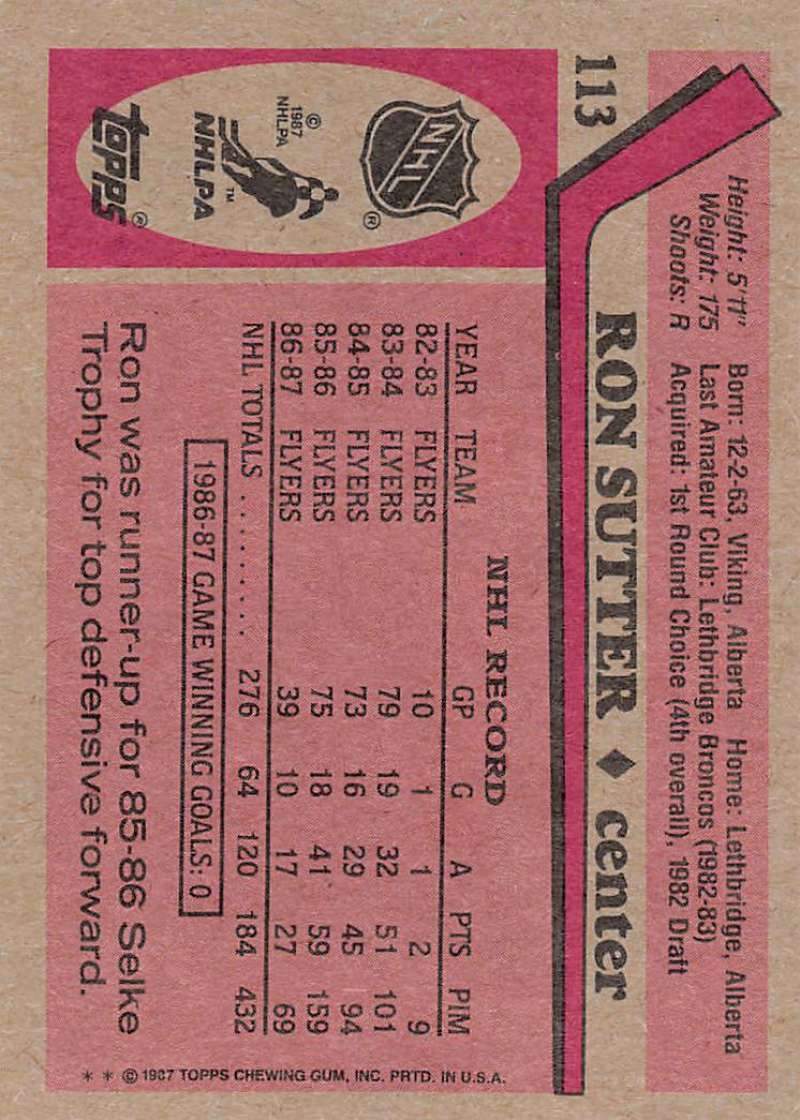 113
RON SUTTER ♦ center
Height: 5'11" Born: 12-2-63, Viking, Alberta Home: Lethbridge, Alberta
Weight: 175 Last Amateur Club: Lethbridge Broncos (1982-83)
Shoots: R Acquired: 1st Round Choice (4th overall), 1982 Draft
NHL
®
© 1987
NHLPA
™
NHLPA
TOPPS ®
NHL RECORD
YEAR TEAM GP G A PTS PIM
82-83 FLYERS 10 1 1 2 9
83-84 FLYERS 79 19 32 51 101
84-85 FLYERS 73 16 29 45 94
85-86 FLYERS 75 18 41 59 159
86-87 FLYERS 39 10 17 27 69
NHL TOTALS .......... 276 64 120 184 432
1986-87 GAME WINNING GOALS: 0
Ron was runner-up for 85-86 Selke
Trophy for top defensive forward.
* * © 1987 TOPPS CHEWING GUM, INC. PRTD. IN U.S.A.